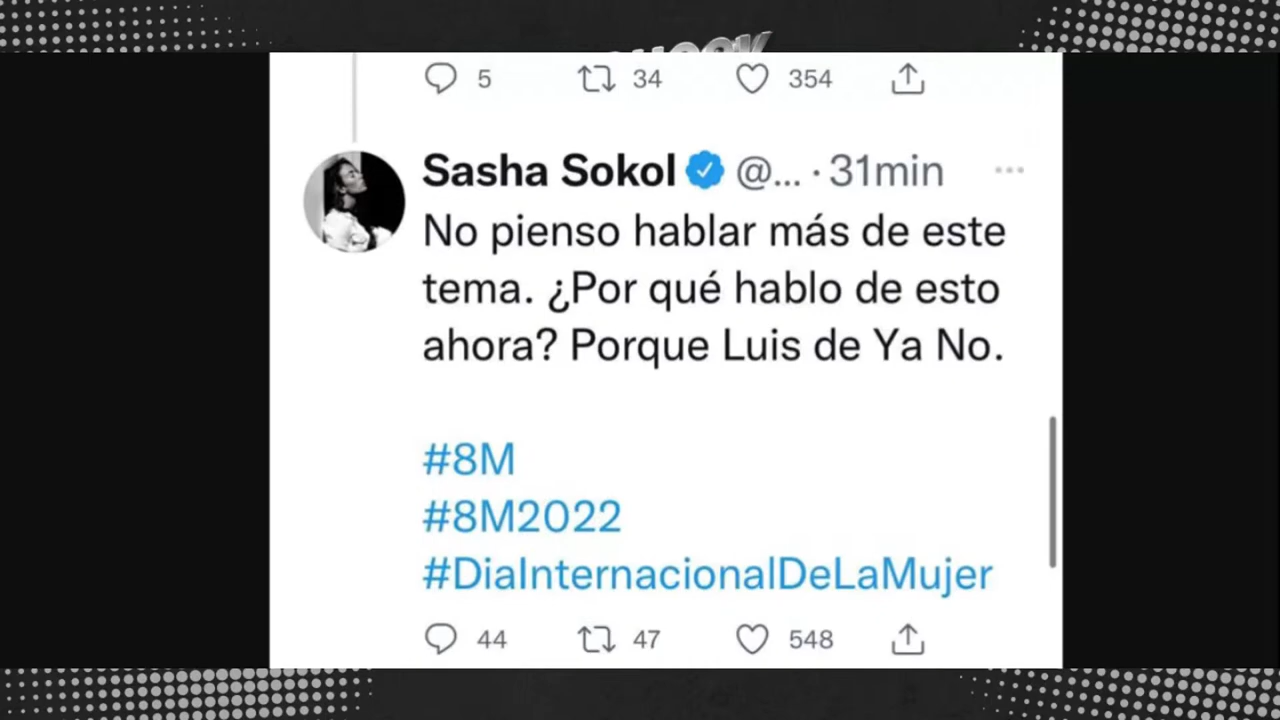 5 34 354
Sasha Sokol @... · 31min
No pienso hablar más de este
tema. ¿Por qué hablo de esto
ahora? Porque Luis de Ya No.
#8M
#8M2022
#DiaInternacionalDeLaMujer
44 47 548